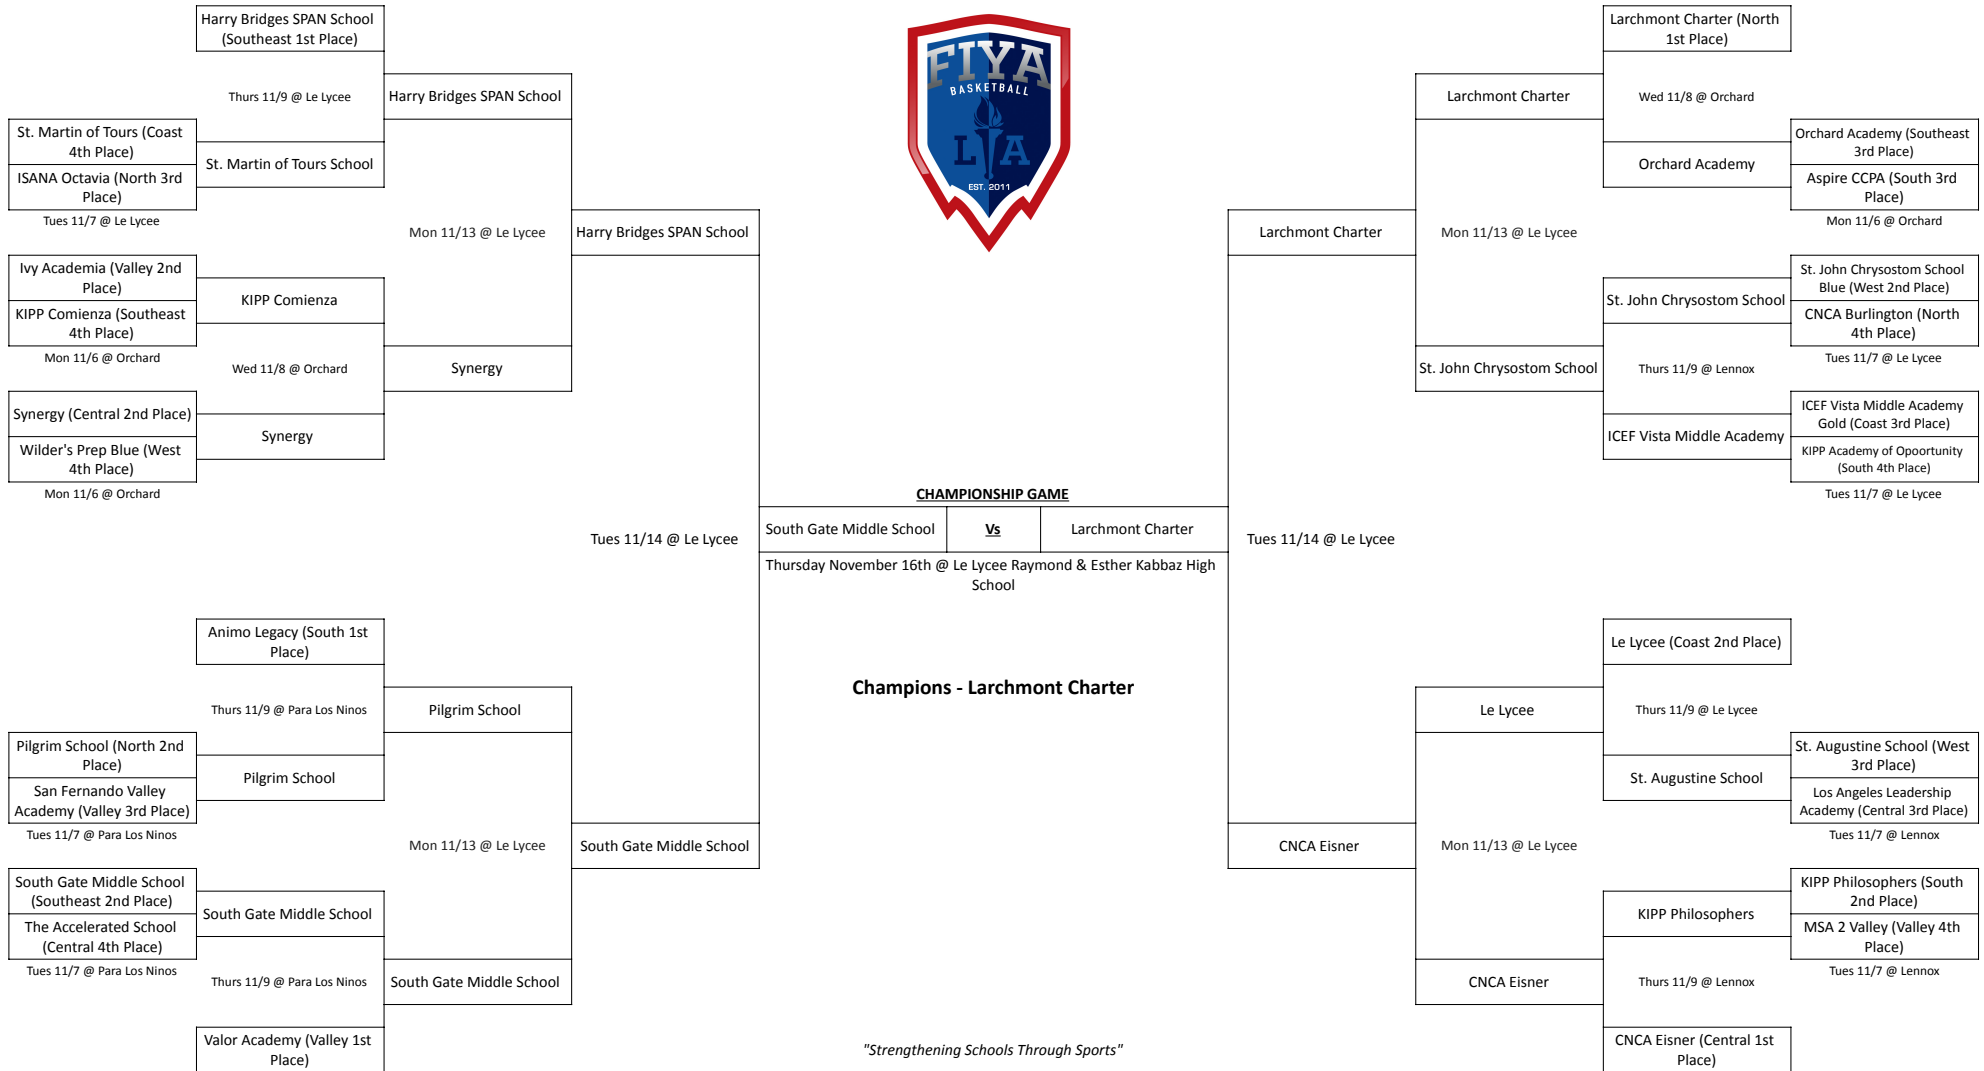 Harry Bridges SPAN School
(Southeast 1st Place)
Thurs 11/9 @ Le Lycee
Harry Bridges SPAN School
St. Martin of Tours (Coast
4th Place)
St. Martin of Tours School
ISANA Octavia (North 3rd
Place)
Tues 11/7 @ Le Lycee
Mon 11/13 @ Le Lycee
Harry Bridges SPAN School
Ivy Academia (Valley 2nd
Place)
KIPP Comienza
KIPP Comienza (Southeast
4th Place)
Mon 11/6 @ Orchard
Wed 11/8 @ Orchard
Synergy
Synergy (Central 2nd Place)
Synergy
Wilder's Prep Blue (West
4th Place)
Mon 11/6 @ Orchard
Tues 11/14 @ Le Lycee
Animo Legacy (South 1st
Place)
Thurs 11/9 @ Para Los Ninos
Pilgrim School
Pilgrim School (North 2nd
Place)
Pilgrim School
San Fernando Valley
Academy (Valley 3rd Place)
Tues 11/7 @ Para Los Ninos
Mon 11/13 @ Le Lycee
South Gate Middle School
South Gate Middle School
(Southeast 2nd Place)
South Gate Middle School
The Accelerated School
(Central 4th Place)
Tues 11/7 @ Para Los Ninos
Thurs 11/9 @ Para Los Ninos
South Gate Middle School
Valor Academy (Valley 1st
Place)
FIYA
BASKETBALL
L A
EST. 2011
CHAMPIONSHIP GAME
South Gate Middle School
Vs
Larchmont Charter
Thursday November 16th @ Le Lycee Raymond & Esther Kabbaz High
School
Champions - Larchmont Charter
"Strengthening Schools Through Sports"
Larchmont Charter (North
1st Place)
Larchmont Charter
Wed 11/8 @ Orchard
Orchard Academy (Southeast
3rd Place)
Orchard Academy
Aspire CCPA (South 3rd
Place)
Mon 11/6 @ Orchard
Larchmont Charter
Mon 11/13 @ Le Lycee
St. John Chrysostom School
Blue (West 2nd Place)
St. John Chrysostom School
CNCA Burlington (North
4th Place)
Tues 11/7 @ Le Lycee
St. John Chrysostom School
Thurs 11/9 @ Lennox
ICEF Vista Middle Academy
Gold (Coast 3rd Place)
ICEF Vista Middle Academy
KIPP Academy of Opoortunity
(South 4th Place)
Tues 11/7 @ Le Lycee
Tues 11/14 @ Le Lycee
Le Lycee (Coast 2nd Place)
Le Lycee
Thurs 11/9 @ Le Lycee
St. Augustine School (West
3rd Place)
St. Augustine School
Los Angeles Leadership
Academy (Central 3rd Place)
Tues 11/7 @ Lennox
CNCA Eisner
Mon 11/13 @ Le Lycee
KIPP Philosophers (South
2nd Place)
KIPP Philosophers
MSA 2 Valley (Valley 4th
Place)
Tues 11/7 @ Lennox
CNCA Eisner
Thurs 11/9 @ Lennox
CNCA Eisner (Central 1st
Place)